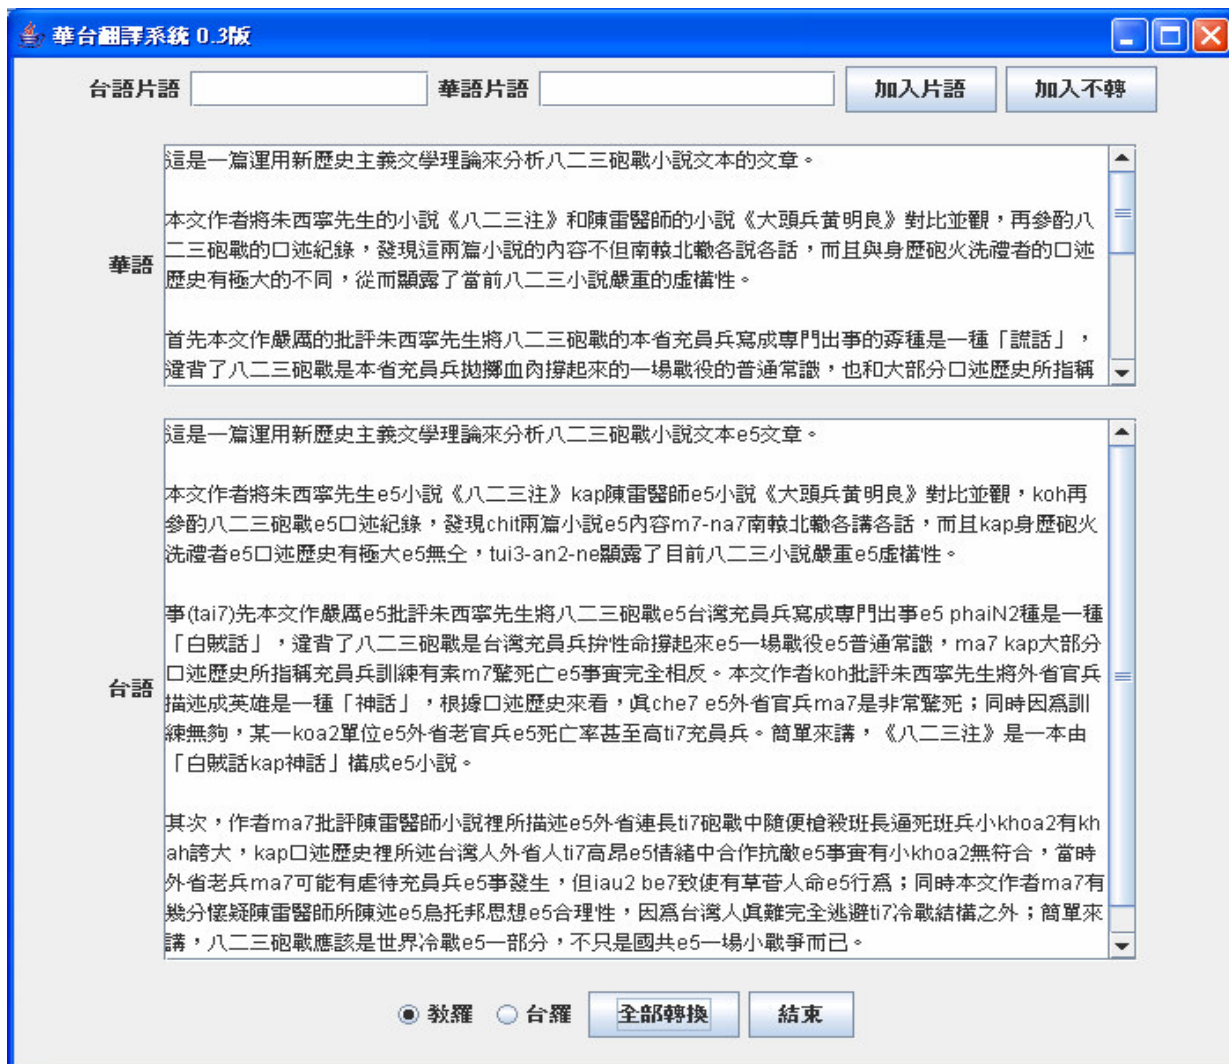 華台翻譯系統 0.3版
台語片語 華語片語 加入片語 加入不轉
華語
這是一篇運用新歷史主義文學理論來分析八二三砲戰小說文本的文章。
本文作者將朱西寧先生的小說《八二三注》和陳雷醫師的小說《大頭兵黃明良》對比並觀，再參酌八
二三砲戰的口述紀錄，發現這兩篇小說的內容不但南轅北轍各說各話，而且與身歷砲火洗禮者的口述
歷史有極大的不同，從而顯露了當前八二三小說嚴重的虛構性。
首先本文作嚴厲的批評朱西寧先生將八二三砲戰的本省充員兵寫成專門出事的孬種是一種「謊話」，
違背了八二三砲戰是本省充員兵拋擲血肉撐起來的一場戰役的普通常識，也和大部分口述歷史所指稱
台語
這是一篇運用新歷史主義文學理論來分析八二三砲戰小說文本e5文章。
本文作者將朱西寧先生e5小說《八二三注》kap陳雷醫師e5小說《大頭兵黃明良》對比並觀，koh再
參酌八二三砲戰e5口述紀錄，發現chit兩篇小說e5內容m7-na7南轅北轍各講各話，而且kap身歷砲火
洗禮者e5口述歷史有極大e5無仝，tui3-an2-ne顯露了目前八二三小說嚴重e5虛構性。
事(tai7)先本文作嚴厲e5批評朱西寧先生將八二三砲戰e5台灣充員兵寫成專門出事e5 phaiN2種是一種
「白賊話」，違背了八二三砲戰是台灣充員兵拚性命撐起來e5一場戰役e5普通常識，ma7 kap大部分
口述歷史所指稱充員兵訓練有素m7驚死亡e5事實完全相反。本文作者koh批評朱西寧先生將外省官兵
描述成英雄是一種「神話」，根據口述歷史來看，真che7 e5外省官兵ma7是非常驚死；同時因為訓
練無夠，某一koa2單位e5外省老官兵e5死亡率甚至高ti7充員兵。簡單來講，《八二三注》是一本由
「白賊話kap神話」構成e5小說。
其次，作者ma7批評陳雷醫師小說裡所描述e5外省連長ti7砲戰中隨便槍殺班長逼死班兵小khoa2有kh
ah誇大，kap口述歷史裡所述台灣人外省人ti7高昂e5情緒中合作抗敵e5事實有小khoa2無符合，當時
外省老兵ma7可能有虐待充員兵e5事發生，但iau2 be7致使有草菅人命e5行為；同時本文作者ma7有
幾分懷疑陳雷醫師所陳述e5烏托邦思想e5合理性，因為台灣人真難完全逃避ti7冷戰結構之外；簡單來
講，八二三砲戰應該是世界冷戰e5一部分，不只是國共e5一場小戰爭而已。
教羅 台羅 全部轉換 結束